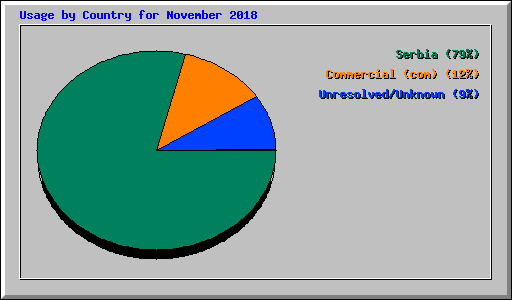 Usage by Country for November 2018
Serbia (79%)
Commercial (com) (12%)
Unresolved/Unknown (9%)